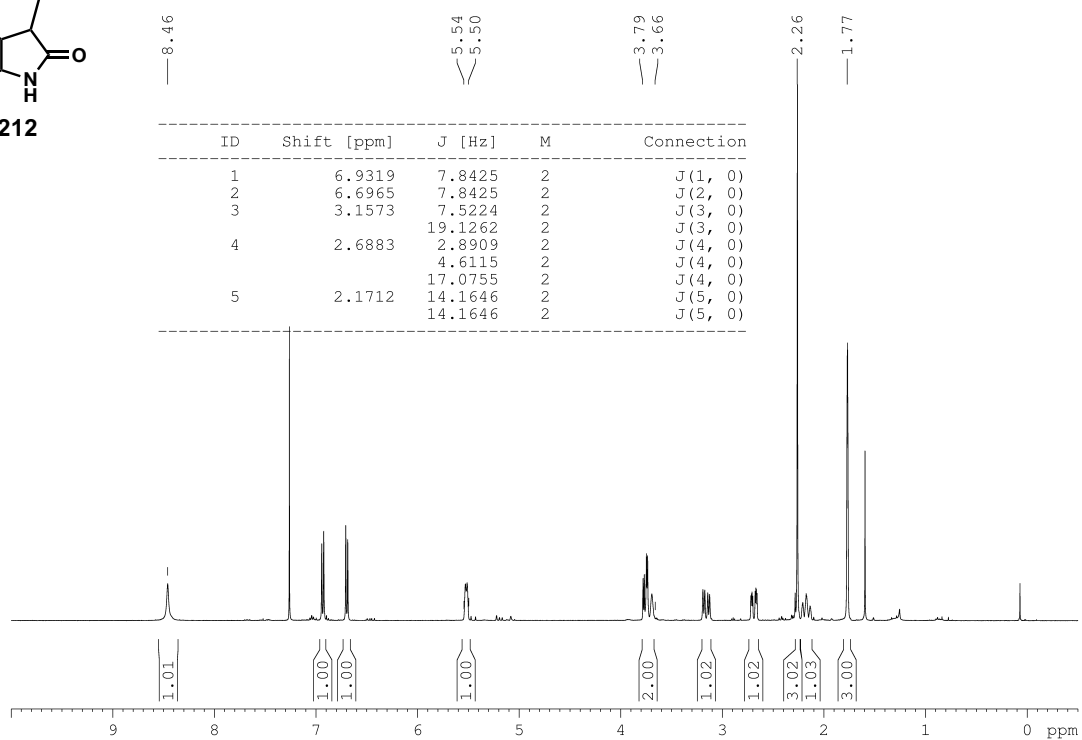 8.46
5.54
5.50
3.79
3.66
2.26
1.77
O
N
H
212
ID Shift [ppm] J [Hz] M Connection
1 6.9319 7.8425 2 J(1, 0)
2 6.6965 7.8425 2 J(2, 0)
3 3.1573 7.5224 2 J(3, 0)
19.1262 2 J(3, 0)
4 2.6883 2.8909 2 J(4, 0)
4.6115 2 J(4, 0)
17.0755 2 J(4, 0)
5 2.1712 14.1646 2 J(5, 0)
14.1646 2 J(5, 0)
1.01
1.00
1.00
1.00
2.00
1.02
1.02
3.02
1.03
3.00
9 8 7 6 5 4 3 2 1 0 ppm